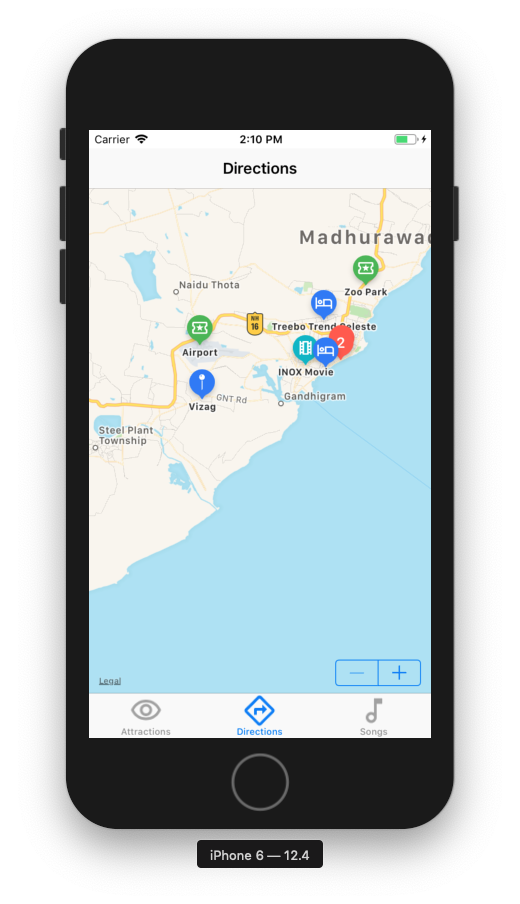 Carrier
2:10 PM
Directions
Madhurawad
Zoo Park
Naidu Thota
NH
16
Treebo Trend Celeste
Airport
2
INOX Movie
Vizag
GNT Rd
Gandhigram
Steel Plant
Township
Legal
Attractions
Directions
Songs
iPhone 6 — 12.4